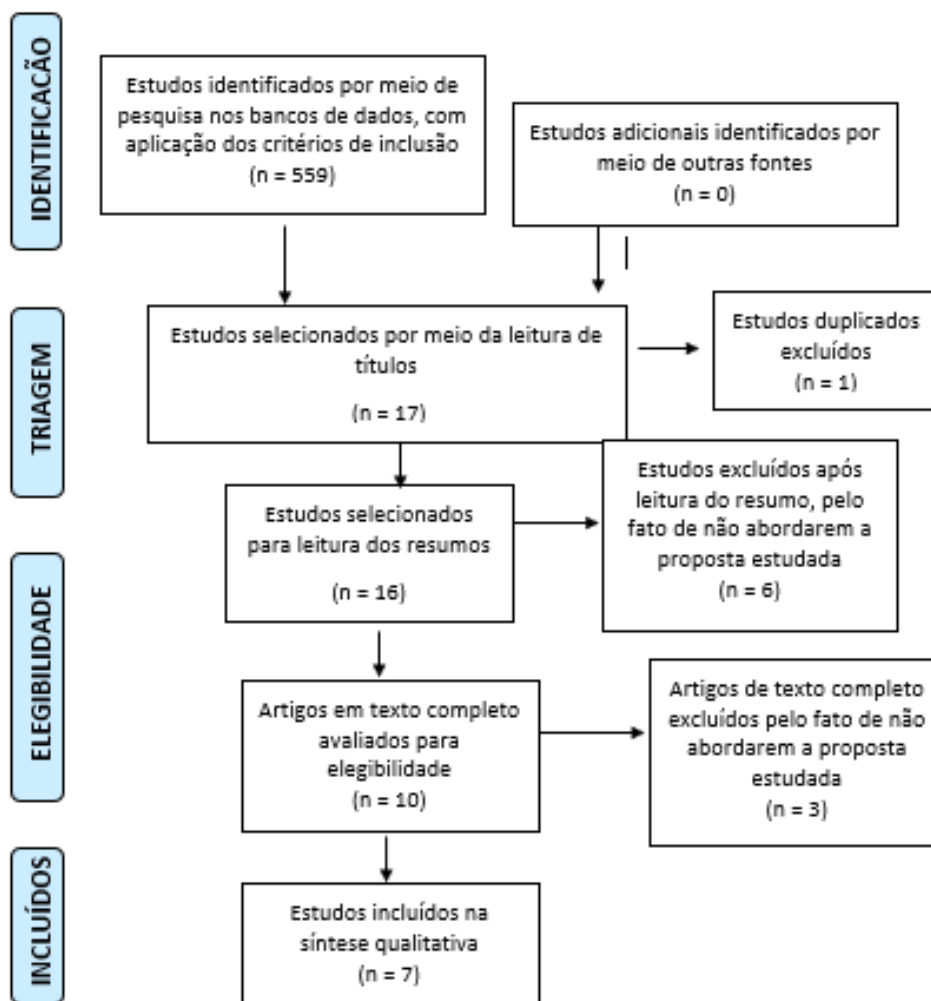 IDENTIFICAÇÃO
Estudos identificados por meio de
pesquisa nos bancos de dados, com
aplicação dos critérios de inclusão
(n = 559)
Estudos adicionais identificados por
meio de outras fontes
(n = 0)
TRIAGEM
Estudos selecionados por meio da leitura de
títulos
(n = 17)
Estudos duplicados
excluídos
(n = 1)
Estudos selecionados
para leitura dos resumos
(n = 16)
Estudos excluídos após
leitura do resumo, pelo
fato de não abordarem a
proposta estudada
(n = 6)
ELEGIBILIDADE
Artigos em texto completo
avaliados para
elegibilidade
(n = 10)
Artigos de texto completo
excluídos pelo fato de não
abordarem a proposta
estudada
(n = 3)
INCLUÍDOS
Estudos incluídos na
síntese qualitativa
(n = 7)